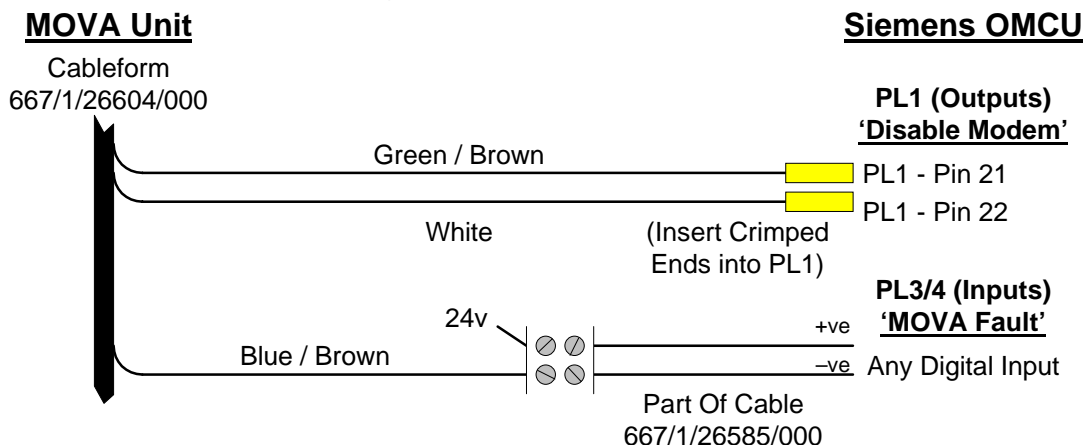 MOVA Unit
Siemens OMCU
Cableform
667/1/26604/000
PL1 (Outputs)
‘Disable Modem’
Green / Brown
PL1 - Pin 21
PL1 - Pin 22
White
(Insert Crimped
Ends into PL1)
PL3/4 (Inputs)
‘MOVA Fault’
24v
+ve
Blue / Brown
–ve
Any Digital Input
Part Of Cable
667/1/26585/000